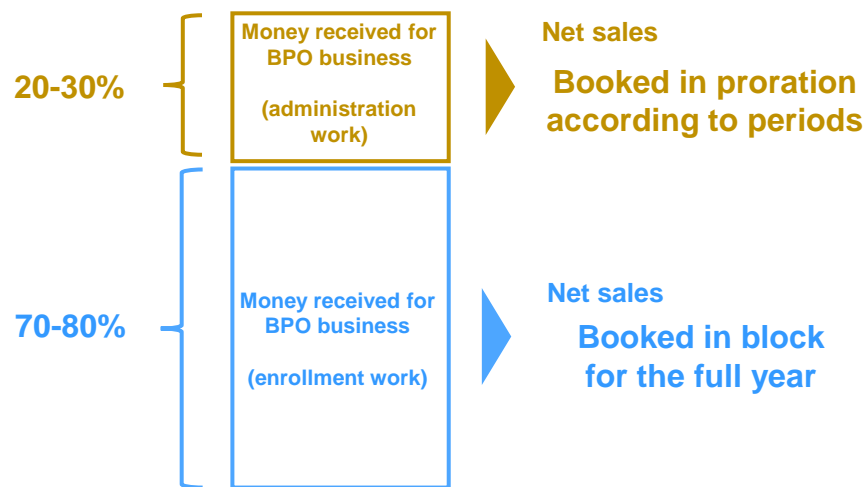 20-30%
Money received for
BPO business
(administration
work)
Net sales
Booked in proration
according to periods
70-80%
Money received for
BPO business
(enrollment work)
Net sales
Booked in block
for the full year